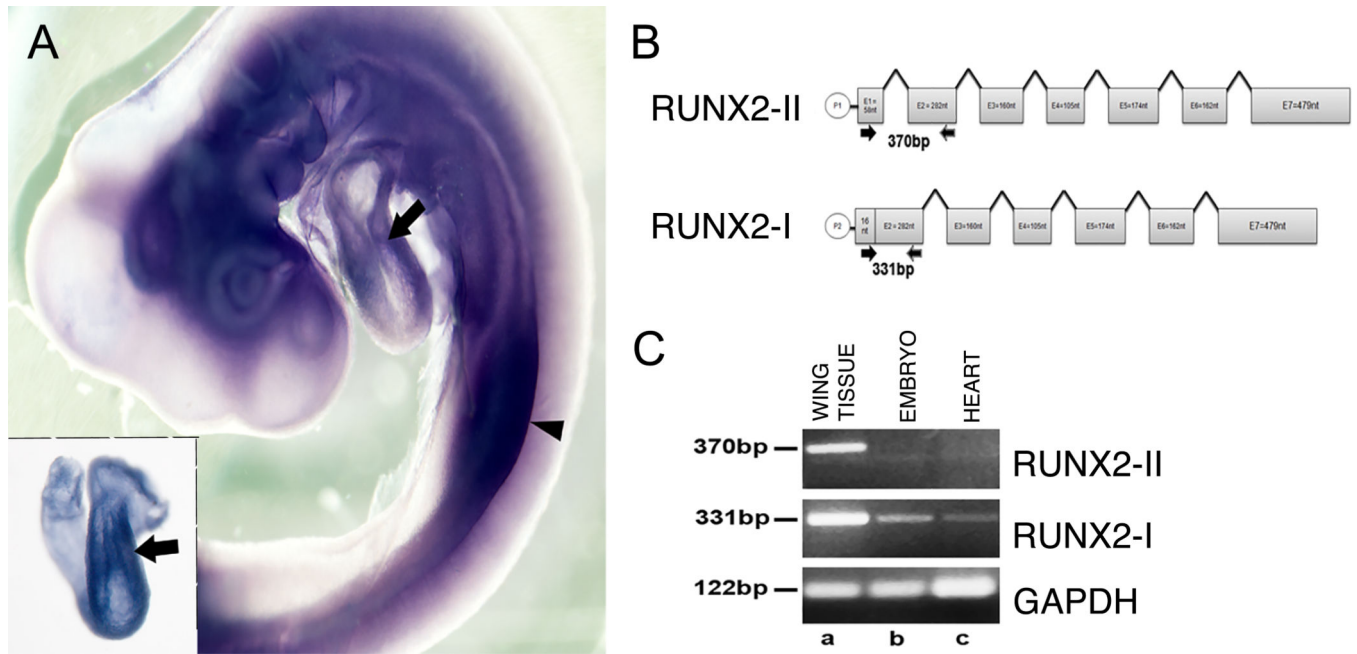 A
B
RUNX2-II
P1
E1 =
58nt
E2 = 282nt
E3=160nt
E4=105nt
E5=174nt
E6=162nt
E7=479nt
370bp
RUNX2-I
P2
16
nt
E2 = 282nt
E3=160nt
E4=105nt
E5=174nt
E6=162nt
E7=479nt
331bp
C
WING
TISSUE
EMBRYO
HEART
370bp
RUNX2-II
331bp
RUNX2-I
122bp
GAPDH
a b c